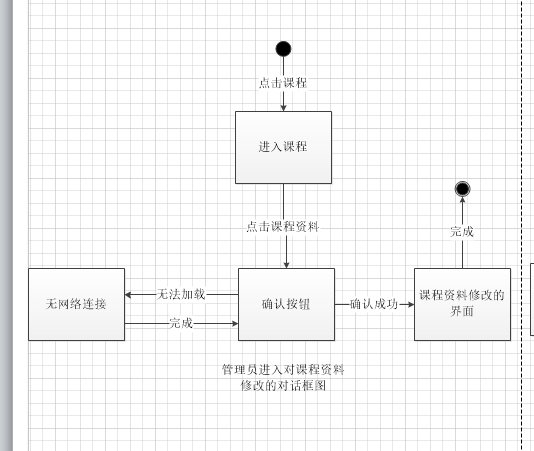 点击课程
进入课程
点击课程资料
无网络连接
无法加载
完成
确认按钮
确认成功
课程资料修改的
界面
完成
管理员进入对课程资料
修改的对话框图